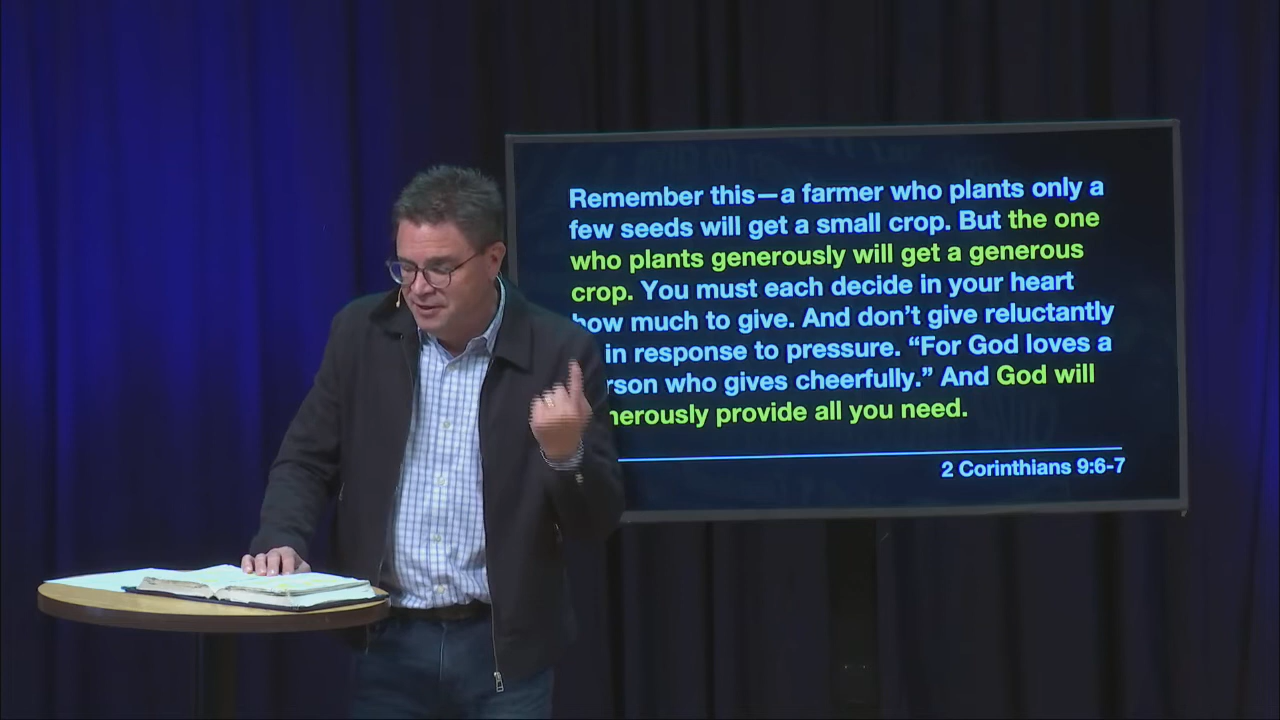 Remember this—a farmer who plants only a
few seeds will get a small crop. But the one
who plants generously will get a generous
crop. You must each decide in your heart
how much to give. And don’t give reluctantly
in response to pressure. “For God loves a
who gives cheerfully.” And God will
provide all you need.
2 Corinthians 9:6-7